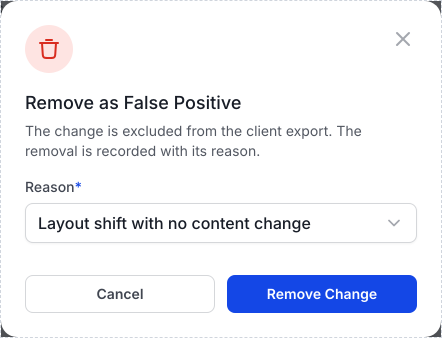 Remove as False Positive
The change is excluded from the client export. The
removal is recorded with its reason.
Reason*
Layout shift with no content change
Cancel
Remove Change